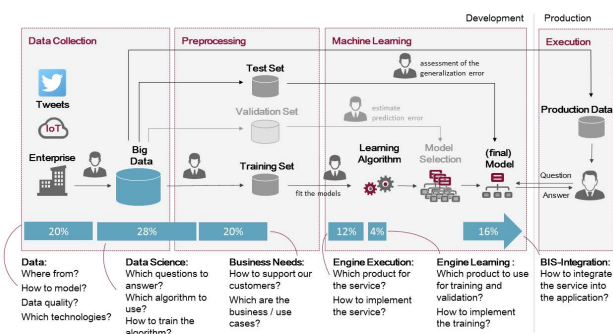 Development
Production
Data Collection
Preprocessing
Machine Learning
Execution
Tweets
IoT
Enterprise
Big
Data
Test Set
Validation Set
Training Set
assessment of the
generalization error
estimate
prediction error
Learning
Algorithm
Model
Selection
(final)
Model
fit the models
Production Data
Question
Answer
20%
28%
20%
12%
4%
16%
Data:
Where from?
How to model?
Data quality?
Which technologies?
Data Science:
Which questions to
answer?
Which algorithm to
use?
How to train the
algorithm?
Business Needs:
How to support our
customers?
Which are the
business / use
cases?
Engine Execution:
Which product for
the service?
How to implement
the service?
Engine Learning :
Which product to use
for training and
validation?
How to implement
the training?
BIS-Integration:
How to integrate
the service into
the application?